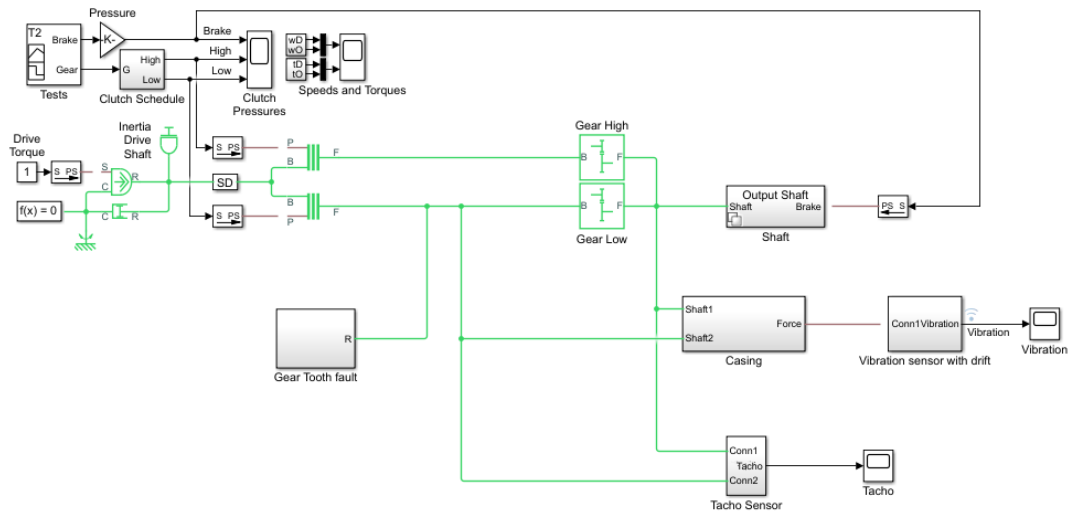 Pressure
T2
Brake
-K-
Brake
wD
wO
Gear
G
High
High
tD
tO
Low
Low
Tests
Clutch Schedule
Clutch
Pressures
Speeds and Torques
Inertia
Drive
Shaft
Drive
Torque
1
S PS
S
R
C
f(x) = 0
C
R
S PS
P
B
F
SD
B
F
S PS
P
Gear High
B
F
B
F
Gear Low
Output Shaft
Shaft
Brake
Shaft
PS S
Gear Tooth fault
R
Shaft1
Force
Shaft2
Casing
Conn1
Vibration
Vibration sensor with drift
Vibration
Vibration
Conn1
Tacho
Conn2
Tacho Sensor
Tacho